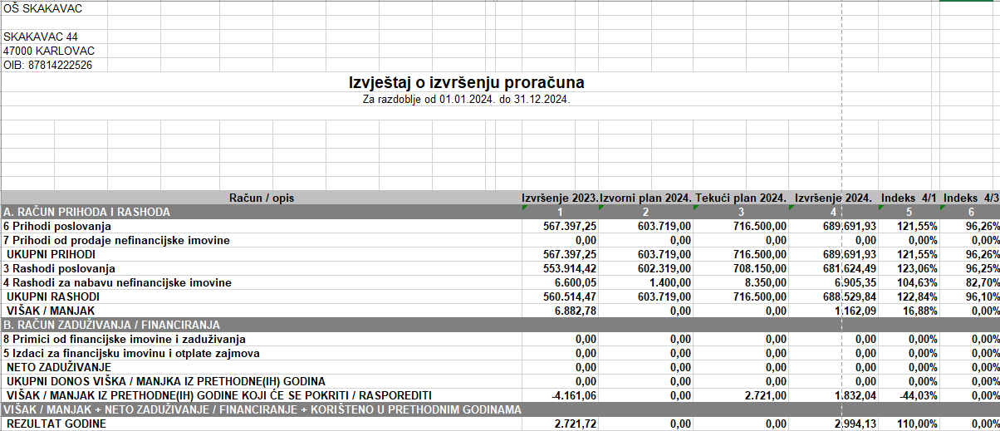 OŠ SKAKAVAC
SKAKAVAC 44
47000 KARLOVAC
OIB: 87814222526
Izvještaj o izvršenju proračuna
Za razdoblje od 01.01.2024. do 31.12.2024.
Račun / opis Izvršenje 2023. Izvorni plan 2024. Tekući plan 2024. Izvršenje 2024. Indeks 4/1 Indeks 4/3
A. RAČUN PRIHODA I RASHODA 1 2 3 4 5 6
6 Prihodi poslovanja 567.397,25 603.719,00 716.500,00 689.691,93 121,55% 96,26%
7 Prihodi od prodaje nefinancijske imovine 0,00 0,00 0,00 0,00 0,00% 0,00%
UKUPNI PRIHODI 567.397,25 603.719,00 716.500,00 689.691,93 121,55% 96,26%
3 Rashodi poslovanja 553.914,42 602.319,00 708.150,00 681.624,49 123,06% 96,25%
4 Rashodi za nabavu nefinancijske imovine 6.600,05 1.400,00 8.350,00 6.905,35 104,63% 82,70%
UKUPNI RASHODI 560.514,47 603.719,00 716.500,00 688.529,84 122,84% 96,10%
VIŠAK / MANJAK 6.882,78 0,00 0,00 1.162,09 16,88% 0,00%
B. RAČUN ZADUŽIVANJA / FINANCIRANJA
8 Primici od financijske imovine i zaduživanja 0,00 0,00 0,00 0,00 0,00% 0,00%
5 Izdaci za financijsku imovinu i otplate zajmova 0,00 0,00 0,00 0,00 0,00% 0,00%
NETO ZADUŽIVANJE 0,00 0,00 0,00 0,00 0,00% 0,00%
UKUPNI DONOS VIŠKA / MANJKA IZ PRETHODNE(IH) GODINA 0,00 0,00 0,00 0,00 0,00% 0,00%
VIŠAK / MANJAK IZ PRETHODNE(IH) GODINE KOJI ĆE SE POKRITI / RASPOREDITI -4.161,06 0,00 2.721,00 1.832,04 -44,03% 0,00%
VIŠAK / MANJAK + NETO ZADUŽIVANJE / FINANCIRANJE + KORIŠTENO U PRETHODNIM GODINAMA
REZULTAT GODINE 2.721,72 0,00 0,00 2.994,13 110,00% 0,00%